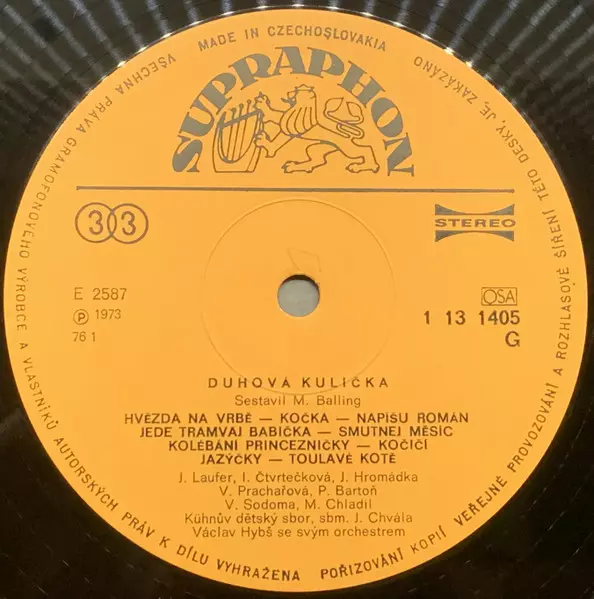 MADE IN CZECHOSLOVAKIA
VŠECHNA PRÁVA GRAMOFONOVÉHO VÝROBCE A VLASTNÍKŮ AUTORSKÝCH PRÁV K DÍLU VYHRAŽENA
POŘIZOVÁNÍ KOPIÍ VEŘEJNÉ PROVOZOVÁNÍ A ROZHLASOVÉ ŠÍŘENÍ TÉTO DESKY, JE, ZAKÁZÁNO
SUPRAPHON
33
STEREO
E 2587
Ⓟ 1973
76 1
OSA
1 13 1405
G
DUHOVÁ KULIČKA
Sestavil M. Balling
HVĚZDA NA VRBĚ — KOČKA — NAPÍŠU ROMÁN
JEDE TRAMVAJ BABIČKA — SMUTNEJ MĚSÍC
KOLÉBÁNÍ PRINCEZNIČKY — KOČIČÍ
JAZÝČKY — TOULAVÉ KOTĚ
J. Laufer, I. Čtvrtečková, J. Hromádka
V. Prachařová, P. Bartoň
V. Sodoma, M. Chladil
Kühnův dětský sbor, sbm. J. Chvála
Václav Hybš se svým orchestrem